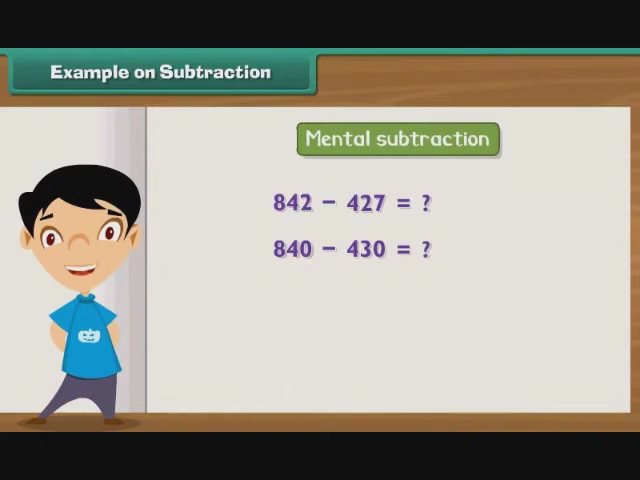 Example on Subtraction
Mental subtraction
842 − 427 = ?
840 − 430 = ?